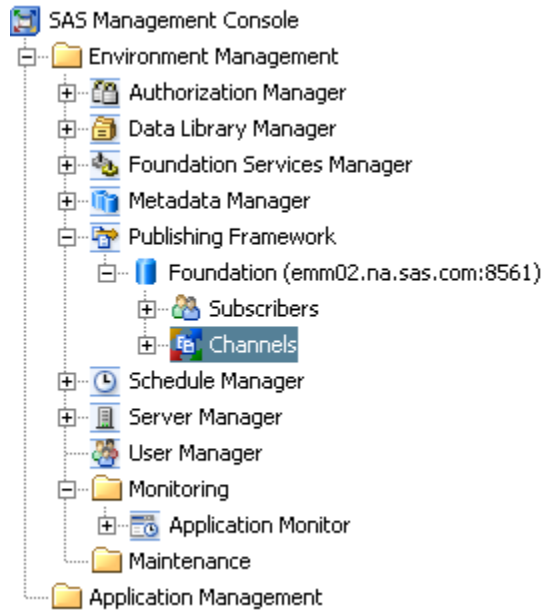 SAS Management Console
Environment Management
Authorization Manager
Data Library Manager
Foundation Services Manager
Metadata Manager
Publishing Framework
Foundation (emm02.na.sas.com:8561)
Subscribers
Channels
Schedule Manager
Server Manager
User Manager
Monitoring
Application Monitor
Maintenance
Application Management